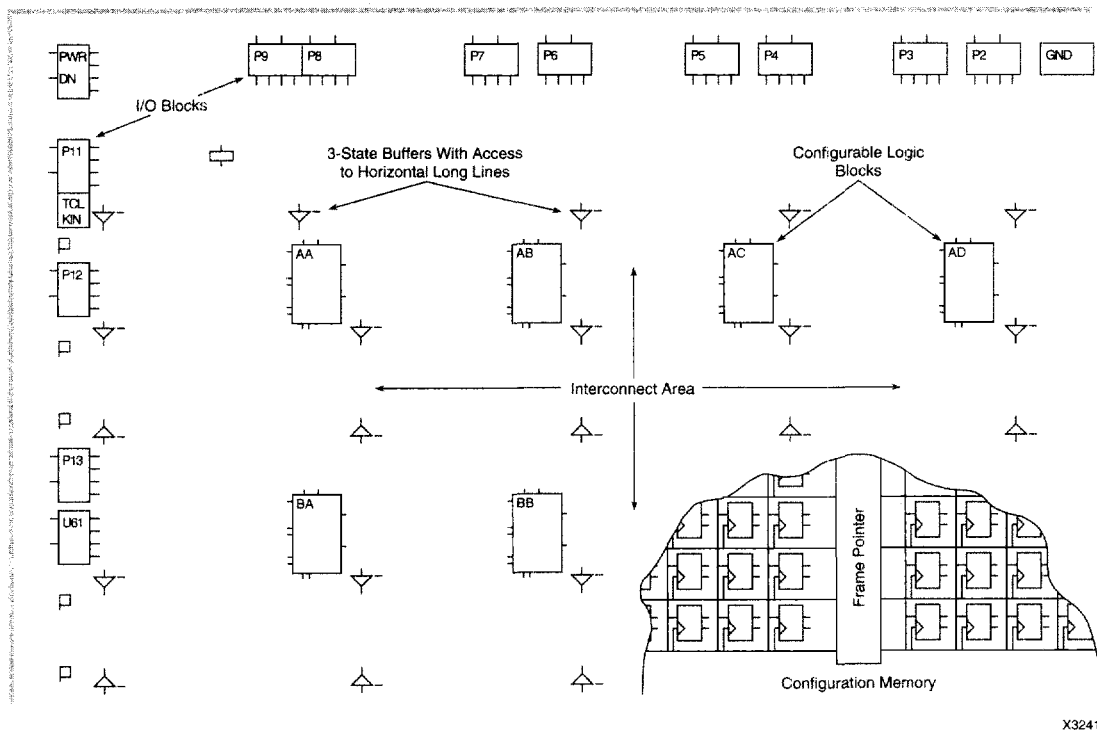 PWR
DN
P9
P8
P7
P6
P5
P4
P3
P2
GND
I/O Blocks
P11
TCL
KIN
3-State Buffers With Access
to Horizontal Long Lines
Configurable Logic
Blocks
P12
AA
AB
AC
AD
Interconnect Area
P13
U61
BA
BB
Frame Pointer
Configuration Memory
X3241